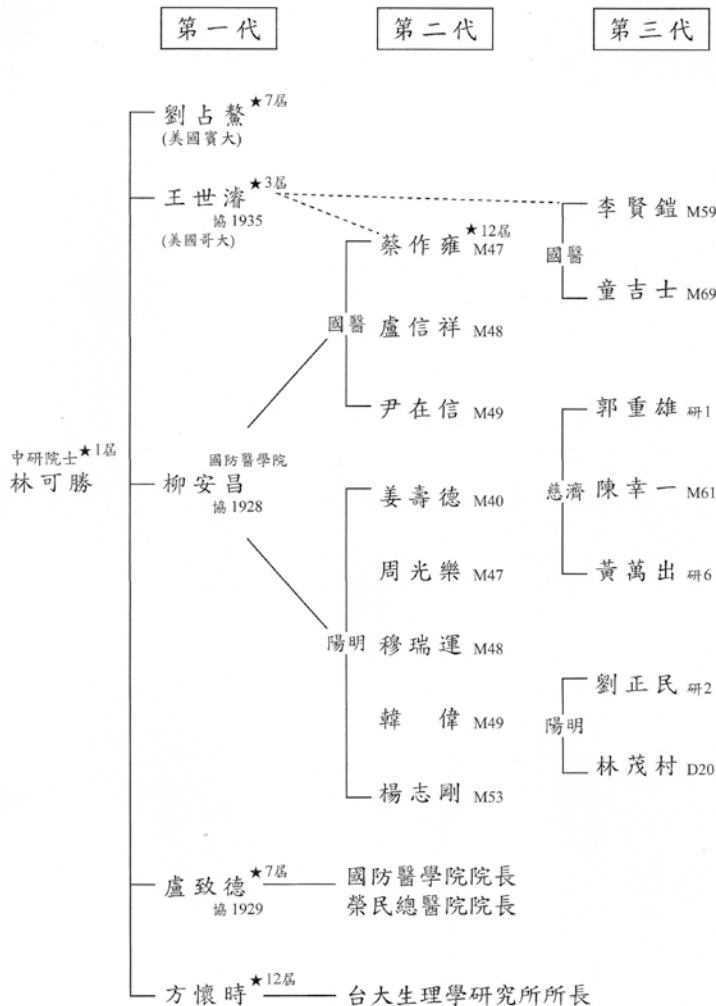 第一代
第二代
第三代
劉占鰲★7屆
(美國賓大)
王世濬★3屆
協 1935
(美國哥大)
李賢鎧 M59
國醫
童吉士 M69
★12屆
蔡作雍 M47
國醫
盧信祥 M48
尹在信 M49
郭重雄 研1
慈濟
陳幸一 M61
黃萬出 研6
中研院士★1屆
林可勝
國防醫學院
柳安昌
協 1928
姜壽德 M40
周光樂 M47
陽明
穆瑞運 M48
韓偉 M49
楊志剛 M53
劉正民 研2
陽明
林茂村 D20
盧致德★7屆
協 1929
國防醫學院院長
榮民總醫院院長
方懷時★12屆
台大生理學研究所所長